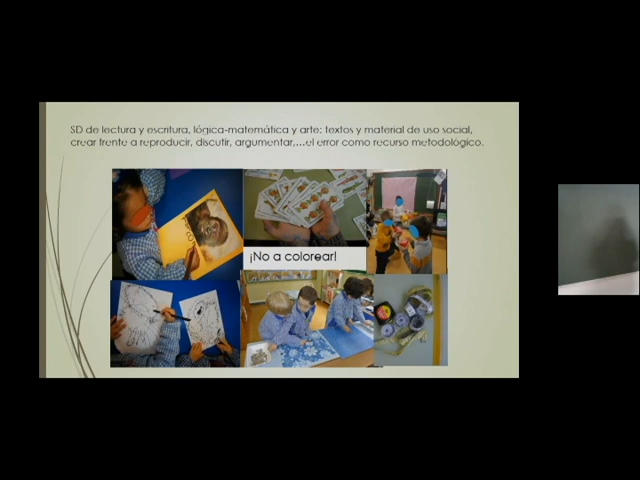 SD de lectura y escritura, lógica-matemática y arte: textos y material de uso social,
crear frente a reproducir, discutir, argumentar,...el error como recurso metodológico.
¡No a colorear!